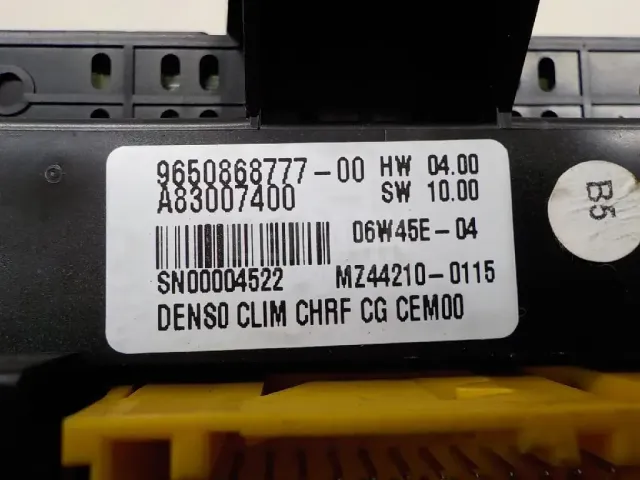 9650868777-00 HW 04.00
A83007400 SW 10.00
06W45E-04
SN00004522 MZ44210-0115
DENSO CLIM CHRF CG CEM00
B5